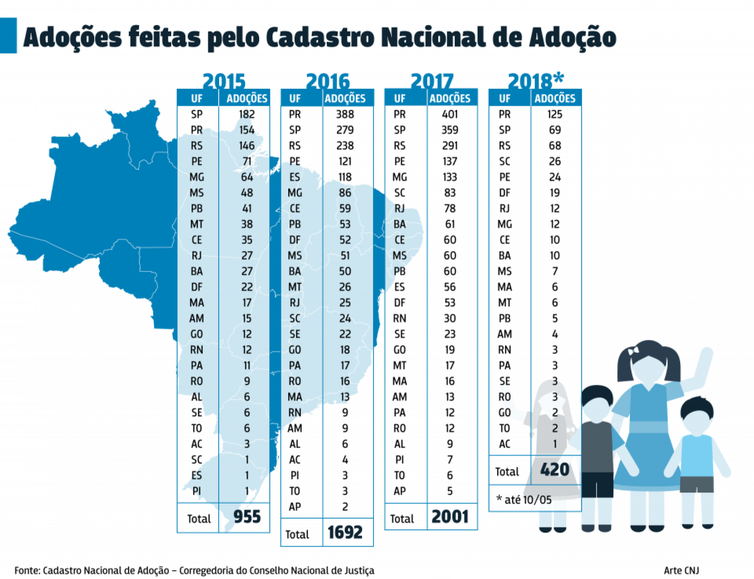 Adoções feitas pelo Cadastro Nacional de Adoção
2015
UF ADOÇÕES
SP 182
PR 154
RS 146
PE 71
MG 64
MS 48
PB 41
MT 38
CE 35
RJ 27
BA 27
DF 22
MA 17
AM 15
GO 12
RN 12
PA 11
RO 9
AL 6
SE 6
TO 6
AC 3
SC 1
ES 1
PI 1
Total 955
2016
UF ADOÇÕES
PR 388
SP 279
RS 238
PE 121
ES 118
MG 86
CE 59
PB 53
DF 52
MS 51
BA 50
MT 26
RJ 25
SC 24
SE 22
GO 18
PA 17
RO 16
MA 13
RN 9
AM 9
AL 6
AC 4
PI 3
TO 3
AP 2
Total 1692
2017
UF ADOÇÕES
PR 401
SP 359
RS 291
PE 137
MG 133
SC 83
RJ 78
BA 61
CE 60
MS 60
PB 60
ES 56
DF 53
RN 30
SE 23
GO 19
MT 17
MA 16
AM 13
PA 12
RO 12
AL 9
PI 7
TO 6
AP 5
Total 2001
2018*
UF ADOÇÕES
PR 125
SP 69
RS 68
SC 26
PE 24
DF 19
RJ 12
MG 12
CE 10
BA 10
MS 7
MA 6
MT 6
PB 5
AM 4
RN 3
PA 3
SE 3
RO 3
GO 2
TO 2
AC 1
Total 420
* até 10/05
Fonte: Cadastro Nacional de Adoção – Corregedoria do Conselho Nacional de Justiça
Arte CNJ